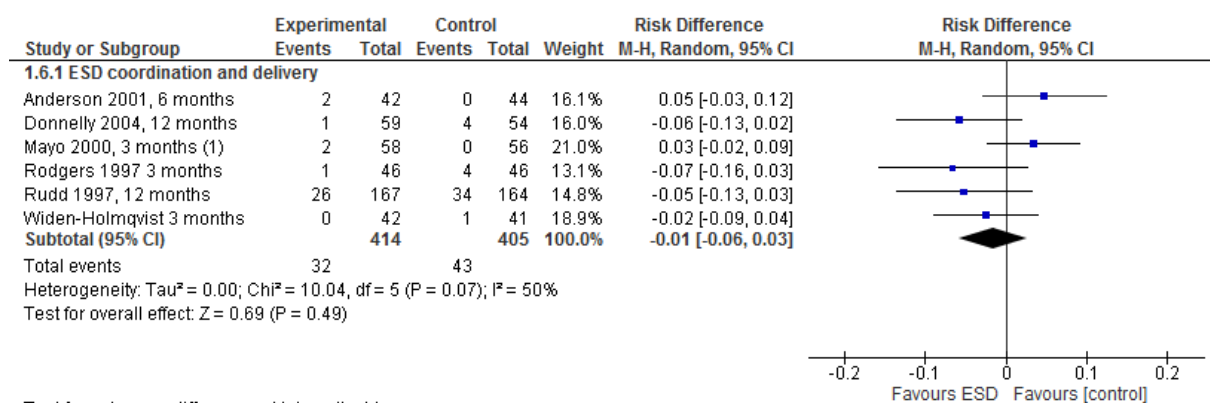 Experimental Control Risk Difference Risk Difference
Study or Subgroup Events Total Events Total Weight M-H, Random, 95% CI M-H, Random, 95% CI
1.6.1 ESD coordination and delivery
Anderson 2001, 6 months 2 42 0 44 16.1% 0.05 [-0.03, 0.12]
Donnelly 2004, 12 months 1 59 4 54 16.0% -0.06 [-0.13, 0.02]
Mayo 2000, 3 months (1) 2 58 0 56 21.0% 0.03 [-0.02, 0.09]
Rodgers 1997 3 months 1 46 4 46 13.1% -0.07 [-0.16, 0.03]
Rudd 1997, 12 months 26 167 34 164 14.8% -0.05 [-0.13, 0.03]
Widen-Holmqvist 3 months 0 42 1 41 18.9% -0.02 [-0.09, 0.04]
Subtotal (95% CI) 414 405 100.0% -0.01 [-0.06, 0.03]
Total events 32 43
Heterogeneity: Tau² = 0.00; Chi² = 10.04, df = 5 (P = 0.07); I² = 50%
Test for overall effect: Z = 0.69 (P = 0.49)
-0.2 -0.1 0 0.1 0.2
Favours ESD Favours [control]